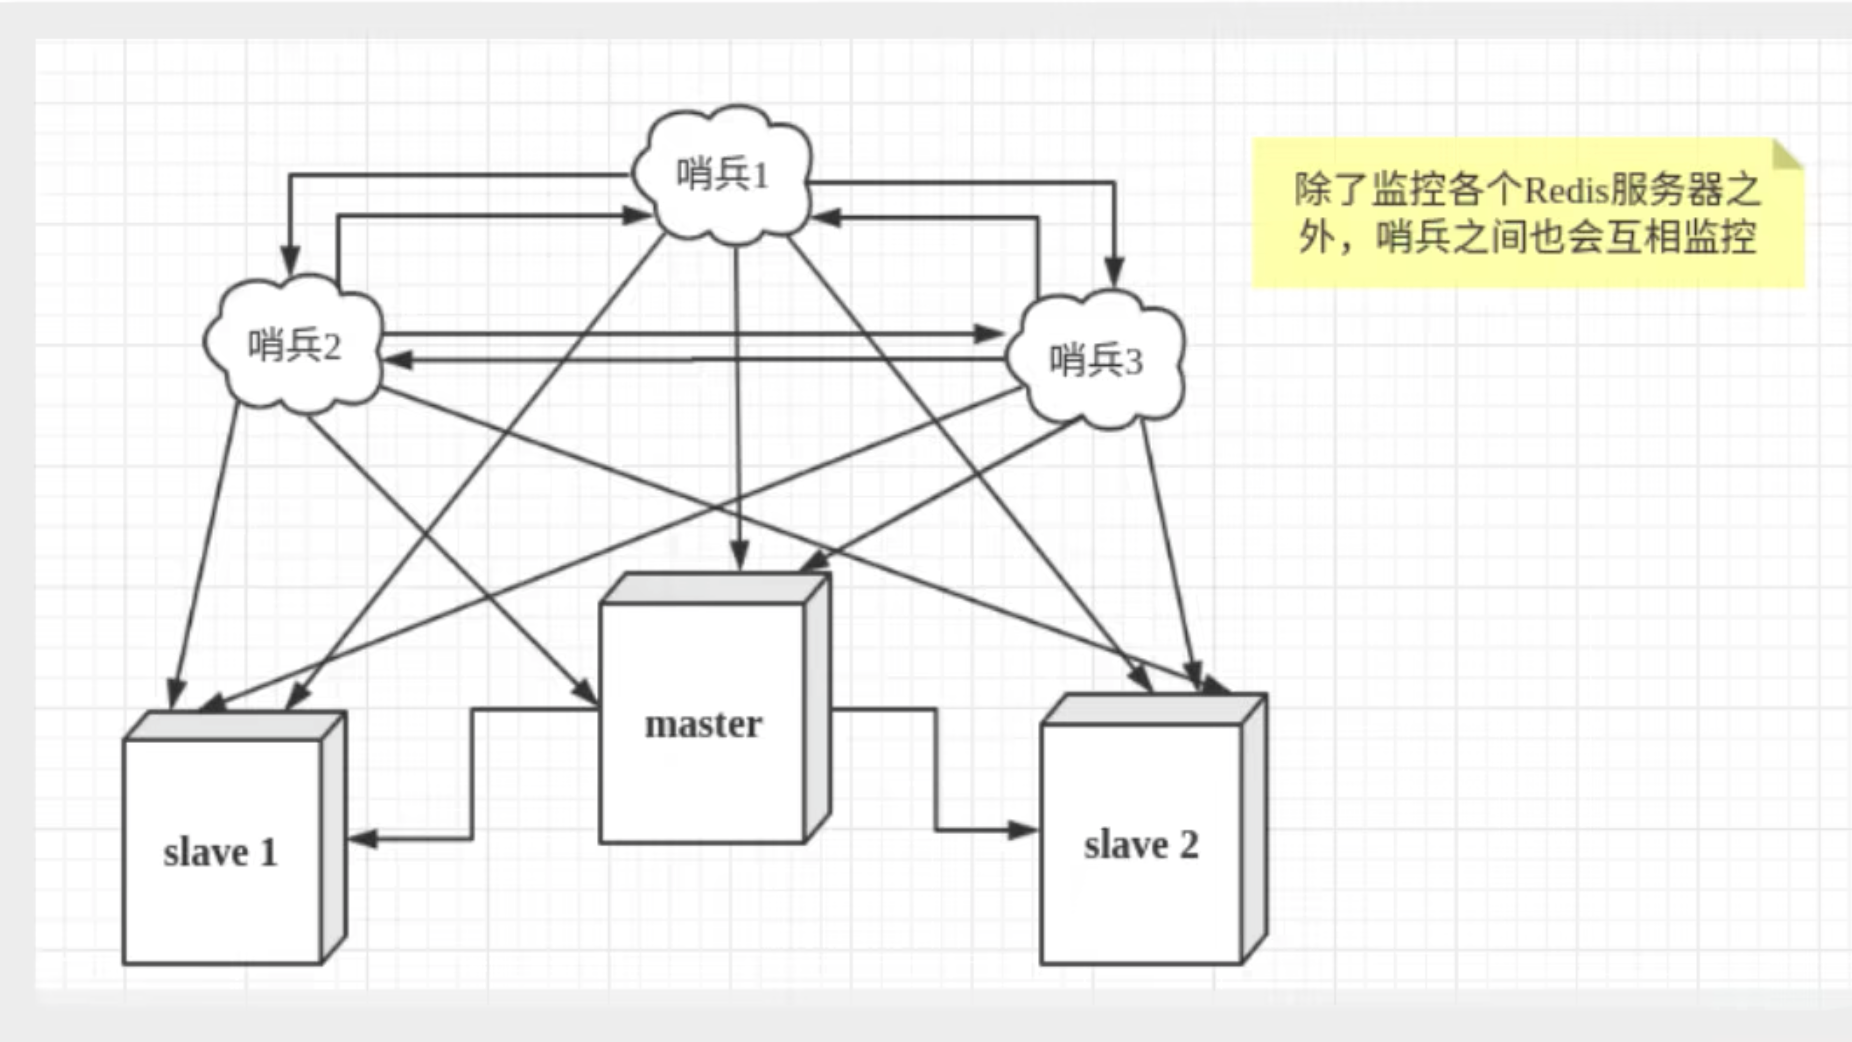 哨兵1
除了监控各个Redis服务器之
外，哨兵之间也会互相监控
哨兵2
哨兵3
master
slave 1
slave 2